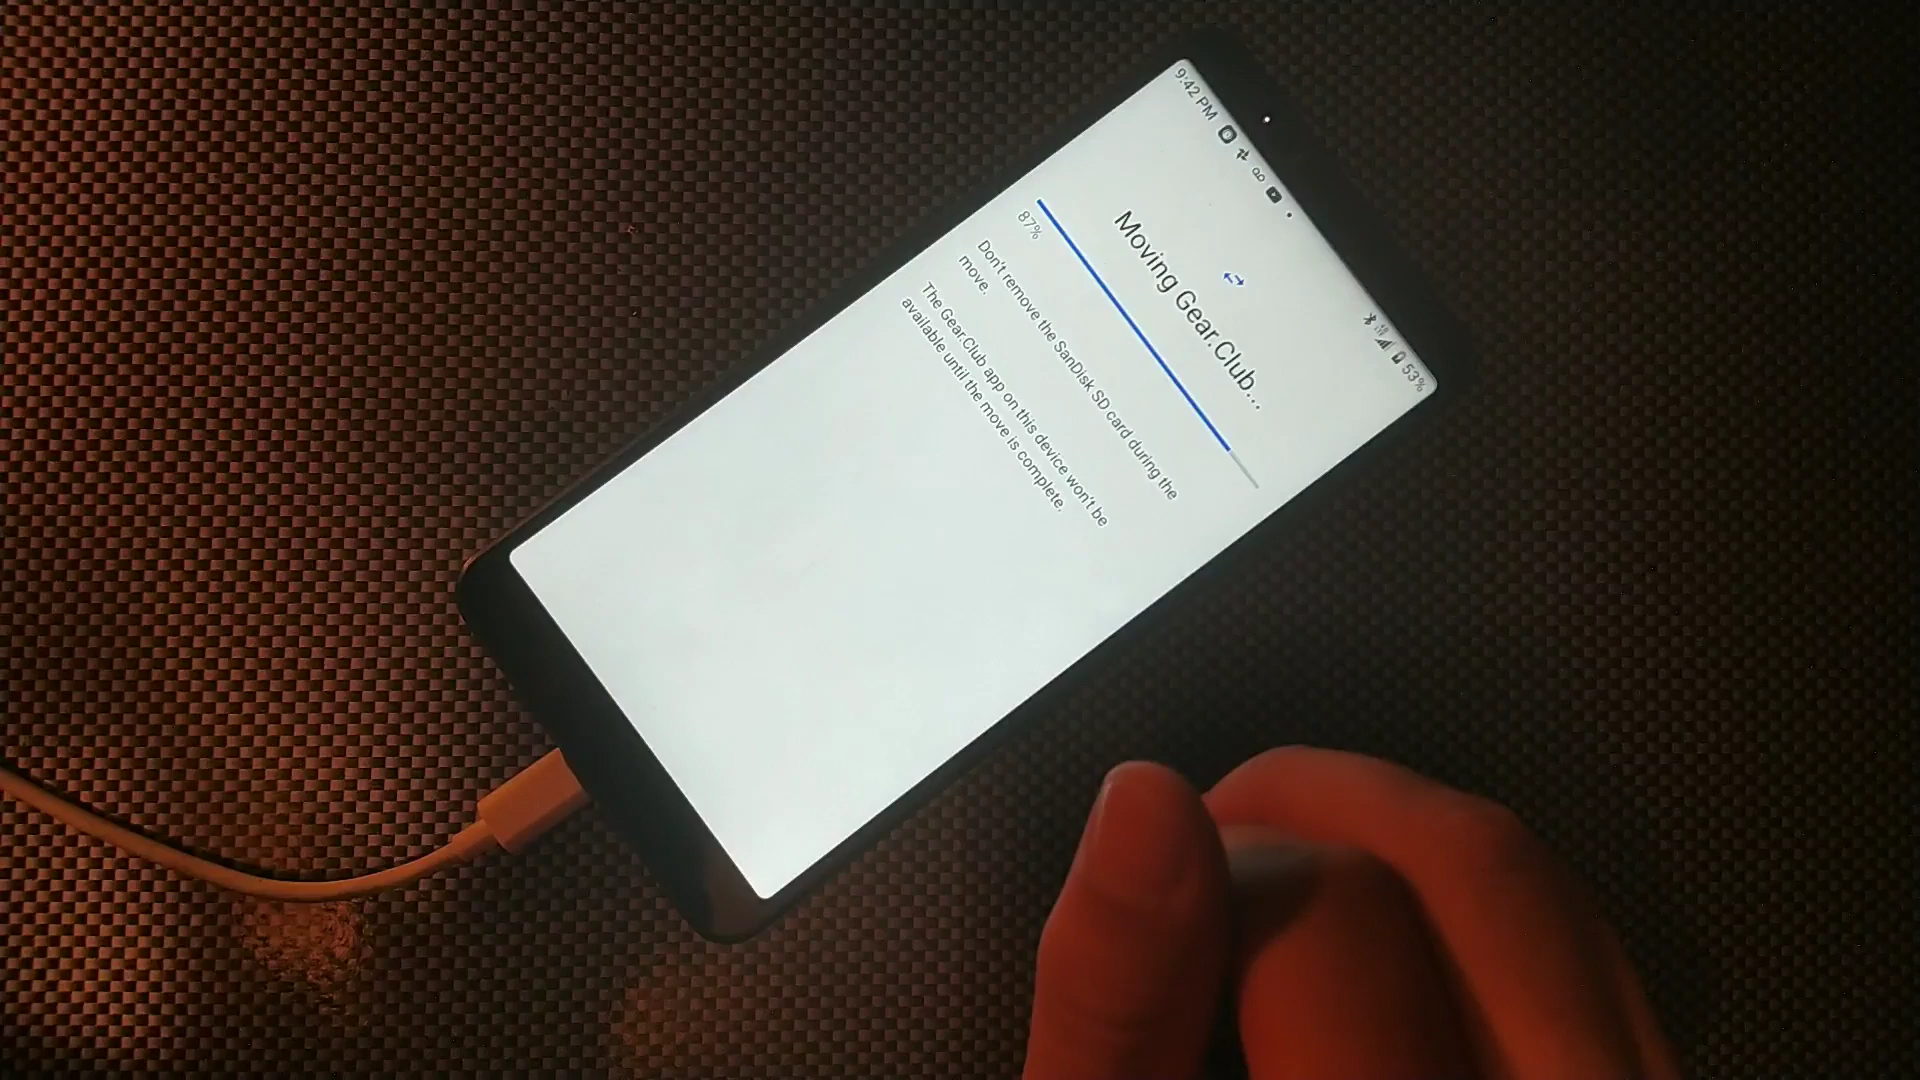 9:42 PM
53%
Moving Gear.Club...
87%
Don't remove the SanDisk SD card during the
move.
The Gear.Club app on this device won't be
available until the move is complete.